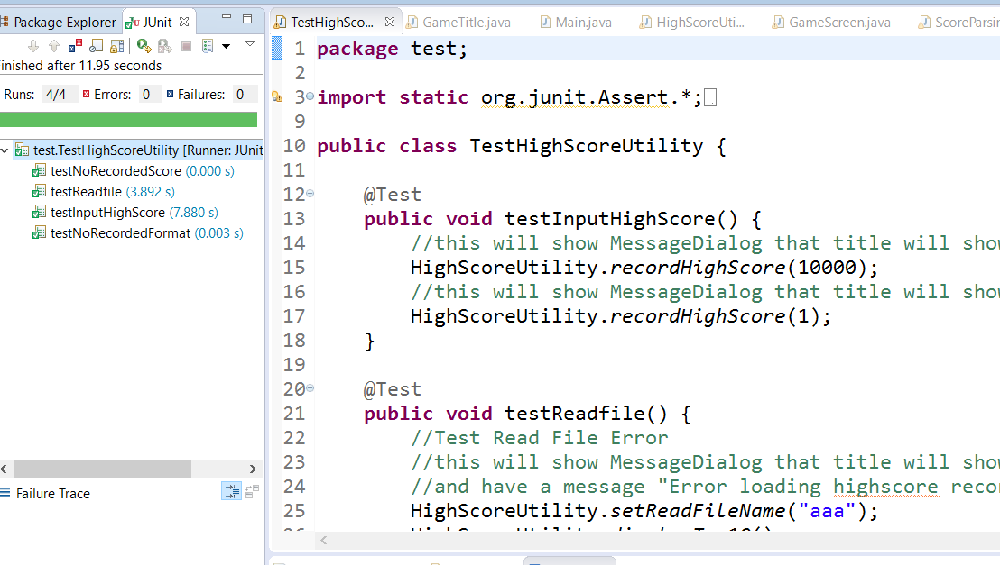 Package Explorer
JUnit
inished after 11.95 seconds
Runs: 4/4 Errors: 0 Failures: 0
test.TestHighScoreUtility [Runner: JUnit
testNoRecordedScore (0.000 s)
testReadfile (3.892 s)
testInputHighScore (7.880 s)
testNoRecordedFormat (0.003 s)
Failure Trace
TestHighSco... GameTitle.java Main.java HighScoreUti... GameScreen.java ScoreParsin
1 package test;
2
3 import static org.junit.Assert.*;
9
10 public class TestHighScoreUtility {
11
12 @Test
13 public void testInputHighScore() {
14 //this will show MessageDialog that title will show
15 HighScoreUtility.recordHighScore(10000);
16 //this will show MessageDialog that title will show
17 HighScoreUtility.recordHighScore(1);
18 }
19
20 @Test
21 public void testReadfile() {
22 //Test Read File Error
23 //this will show MessageDialog that title will show
24 //and have a message "Error loading highscore recor
25 HighScoreUtility.setReadFileName("aaa");